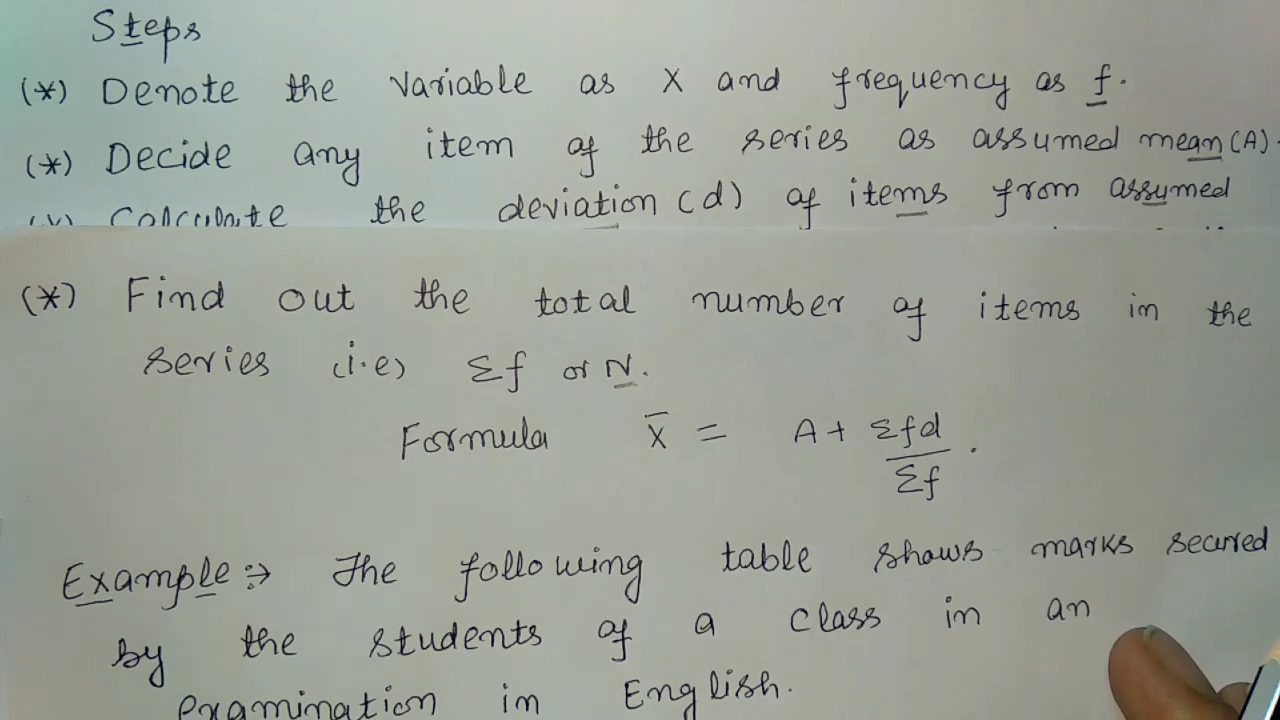 Steps
(*) Denote the variable as X and frequency as f.
(*) Decide any item of the series as assumed mean (A).
(*) Calculate the deviation (d) of items from assumed
(*) Find out the total number of items in the
series (i.e) Σf or N.
Formula X̄ = A + Σfd / Σf .
Example :→ The following table shows marks secured
by the students of a class in an
examination in English.